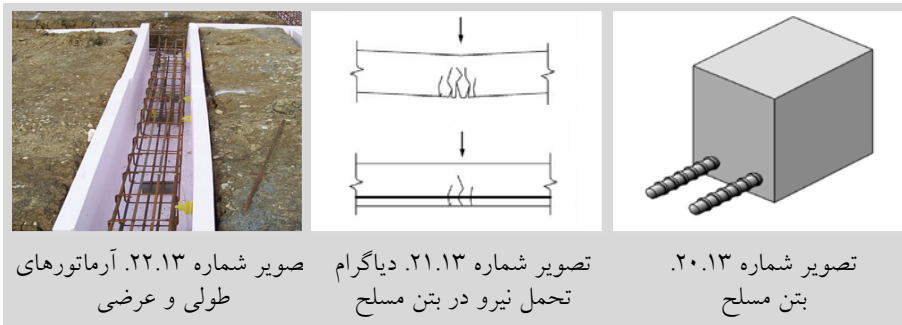 تصویر شماره ۲۰.۱۳.
بتن مسلح
تصویر شماره ۲۱.۱۳. دیاگرام
تحمل نیرو در بتن مسلح
صویر شماره ۲۲.۱۳. آرماتورهای
طولی و عرضی